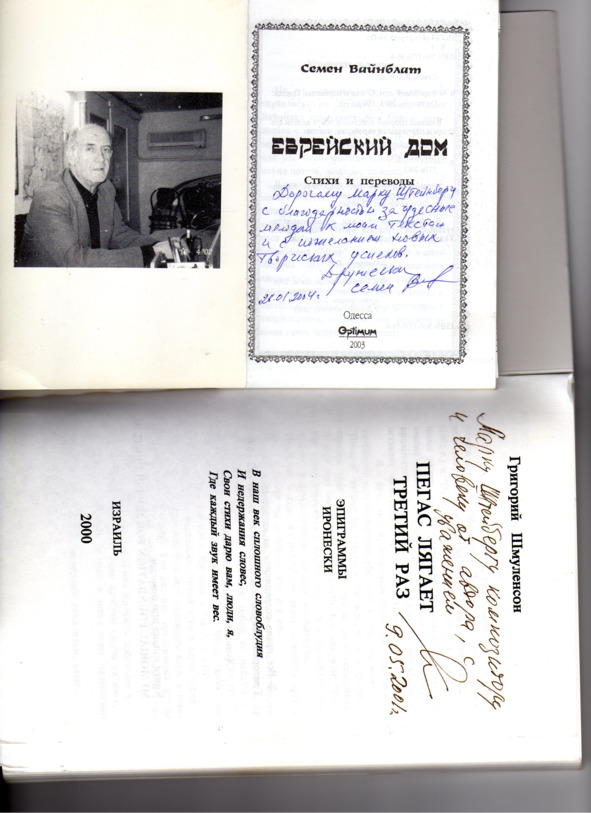 Семен Вайнблат
ЕВРЕЙСКИЙ ДОМ
Стихи и переводы
Дорогому Марку Штейнбергу
с благодарностью за чудесные
мелодии к моим текстам
и с пожеланием новых
творческих успехов.
Дружески
28.01.2004 г. Семен
Одесса
Optimum
2003
Григорий Шмуленсон
Марку Штейнбергу композитору
и человеку от автора, с
уважением
ПЕГАС ЛЯГАЕТ
ТРЕТИЙ РАЗ
9.05.2001г.
ЭПИГРАММЫ
ИРОНЕСКИ
В наш век сплошного словоблудия
И недержания словес,
Свои стихи дарю вам, люди, я,
Где каждый звук имеет вес.
ИЗРАИЛЬ
2000